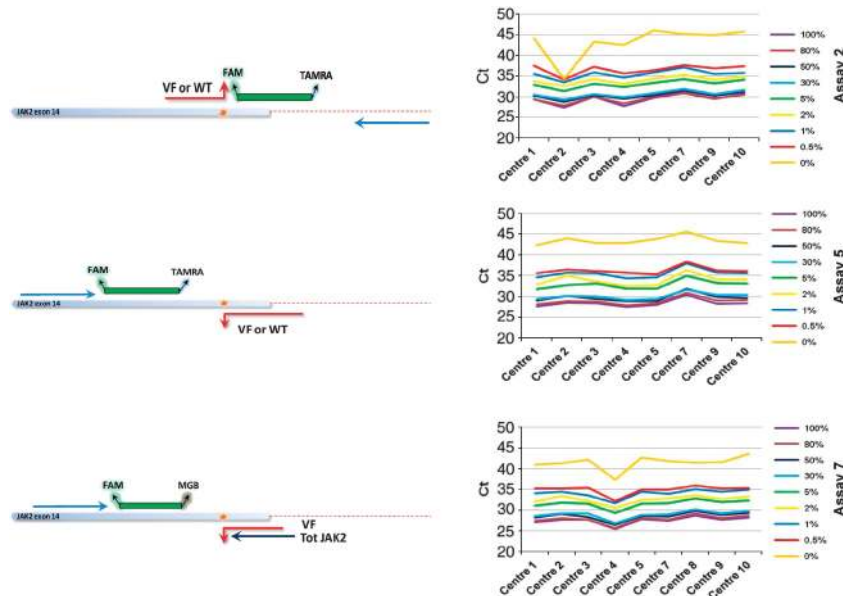 VF or WT
FAM
TAMRA
JAK2 exon 14
Ct
50
45
40
35
30
25
20
Centre 1
Centre 2
Centre 3
Centre 4
Centre 5
Centre 7
Centre 9
Centre 10
100%
80%
50%
30%
5%
2%
1%
0.5%
0%
Assay 2
FAM
TAMRA
JAK2 exon 14
VF or WT
Ct
50
45
40
35
30
25
20
Centre 1
Centre 2
Centre 3
Centre 4
Centre 5
Centre 7
Centre 9
Centre 10
100%
80%
50%
30%
5%
2%
1%
0.5%
0%
Assay 5
FAM
MGB
JAK2 exon 14
VF
Tot JAK2
Ct
50
45
40
35
30
25
20
Centre 1
Centre 2
Centre 3
Centre 4
Centre 5
Centre 7
Centre 8
Centre 9
Centre 10
100%
80%
50%
30%
5%
2%
1%
0.5%
0%
Assay 7